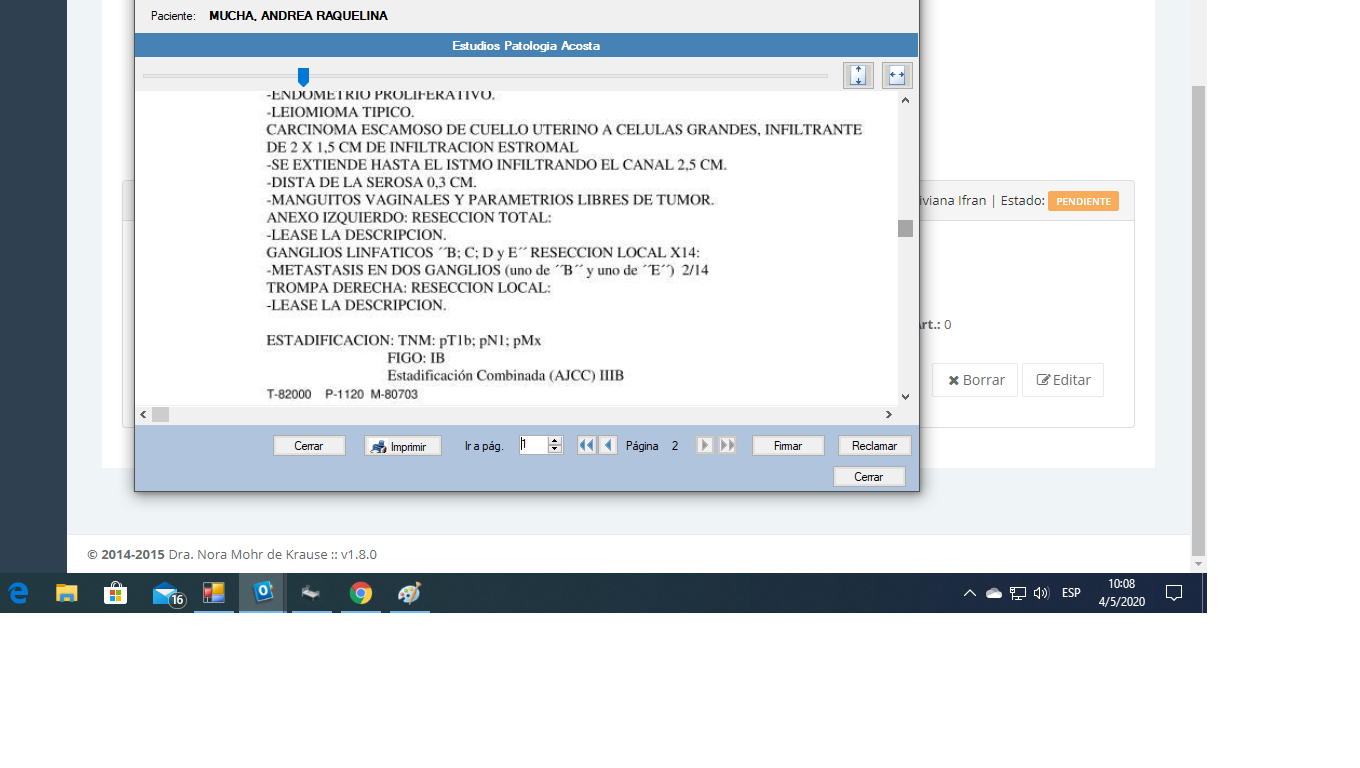 Paciente: MUCHA, ANDREA RAQUELINA
Estudios Patologia Acosta
-ENDOMETRIO PROLIFERATIVO.
-LEIOMIOMA TIPICO.
CARCINOMA ESCAMOSO DE CUELLO UTERINO A CELULAS GRANDES, INFILTRANTE
DE 2 X 1,5 CM DE INFILTRACION ESTROMAL
-SE EXTIENDE HASTA EL ISTMO INFILTRANDO EL CANAL 2,5 CM.
-DISTA DE LA SEROSA 0,3 CM.
-MANGUITOS VAGINALES Y PARAMETRIOS LIBRES DE TUMOR.
ANEXO IZQUIERDO: RESECCION TOTAL:
-LEASE LA DESCRIPCION.
GANGLIOS LINFATICOS ´´B; C; D y E´´ RESECCION LOCAL X14:
-METASTASIS EN DOS GANGLIOS (uno de ´´B´´ y uno de ´´E´´) 2/14
TROMPA DERECHA: RESECCION LOCAL:
-LEASE LA DESCRIPCION.
ESTADIFICACION: TNM: pT1b; pN1; pMx
FIGO: IB
Estadificación Combinada (AJCC) IIIB
T-82000 P-1120 M-80703
iviana Ifran | Estado: PENDIENTE
Art.: 0
Borrar Editar
Cerrar Imprimir Ir a pág. 1 Página 2 Firmar Reclamar
Cerrar
© 2014-2015 Dra. Nora Mohr de Krause :: v1.8.0
16
ESP
10:08
4/5/2020